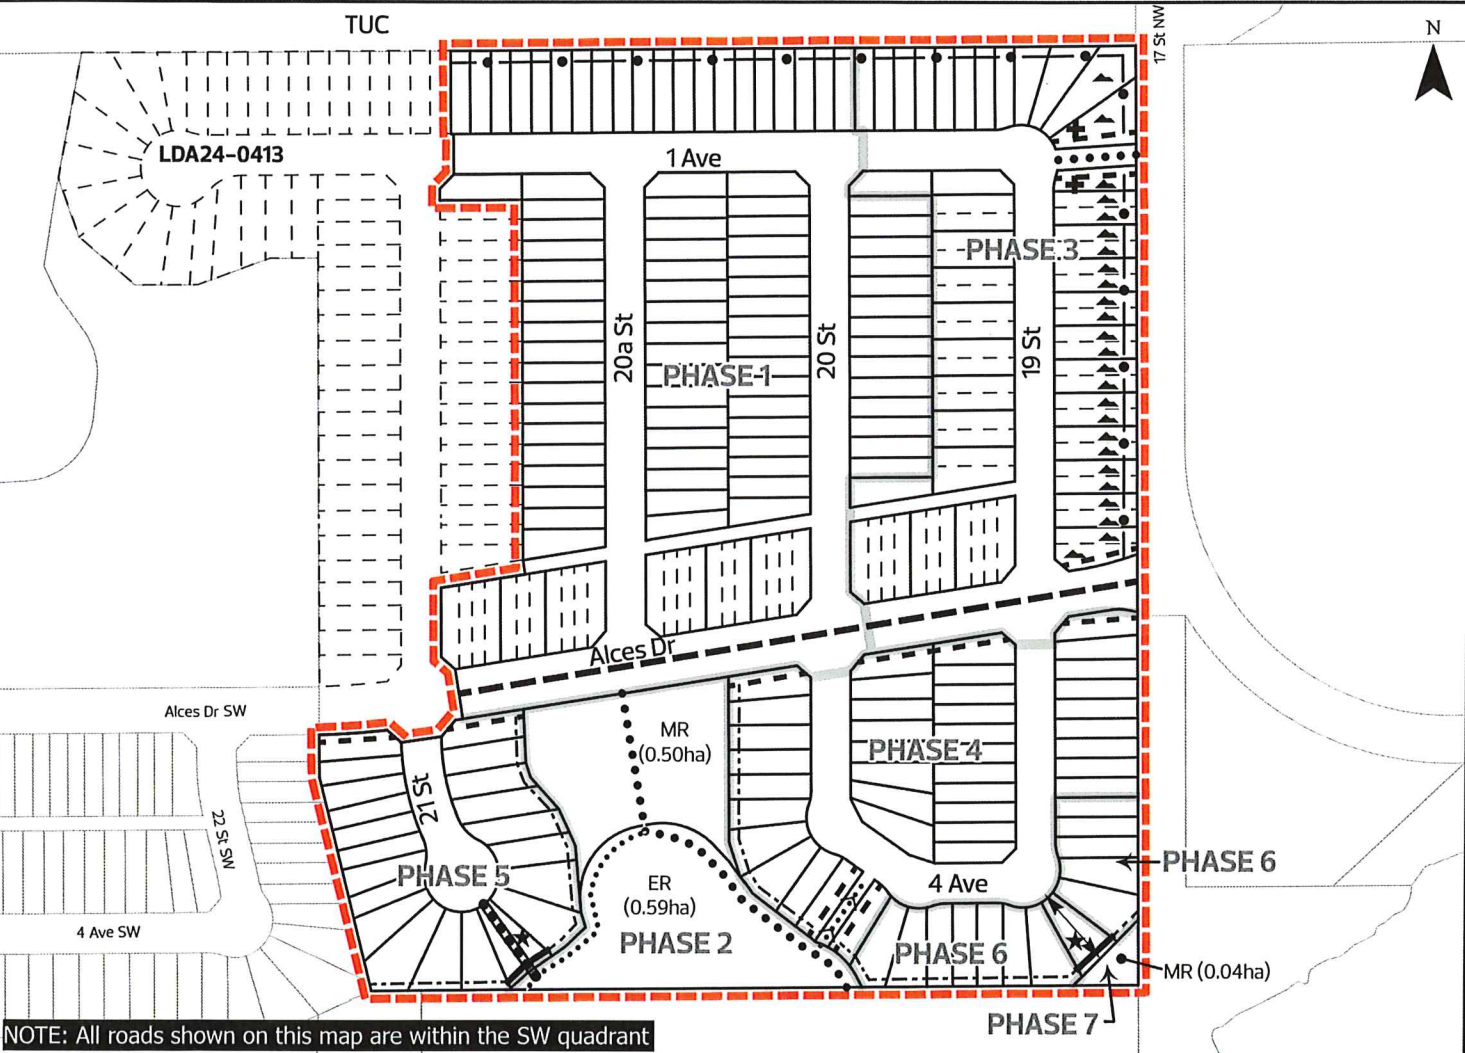 TUC
17 St NW
N
LDA24-0413
1 Ave
PHASE 3
20a St
20 St
19 St
PHASE 1
Alces Dr
Alces Dr SW
MR
(0.50ha)
PHASE 4
21 St
22 St SW
PHASE 5
PHASE 6
4 Ave
ER
(0.59ha)
4 Ave SW
PHASE 2
PHASE 6
MR (0.04ha)
PHASE 7
NOTE: All roads shown on this map are within the SW quadrant